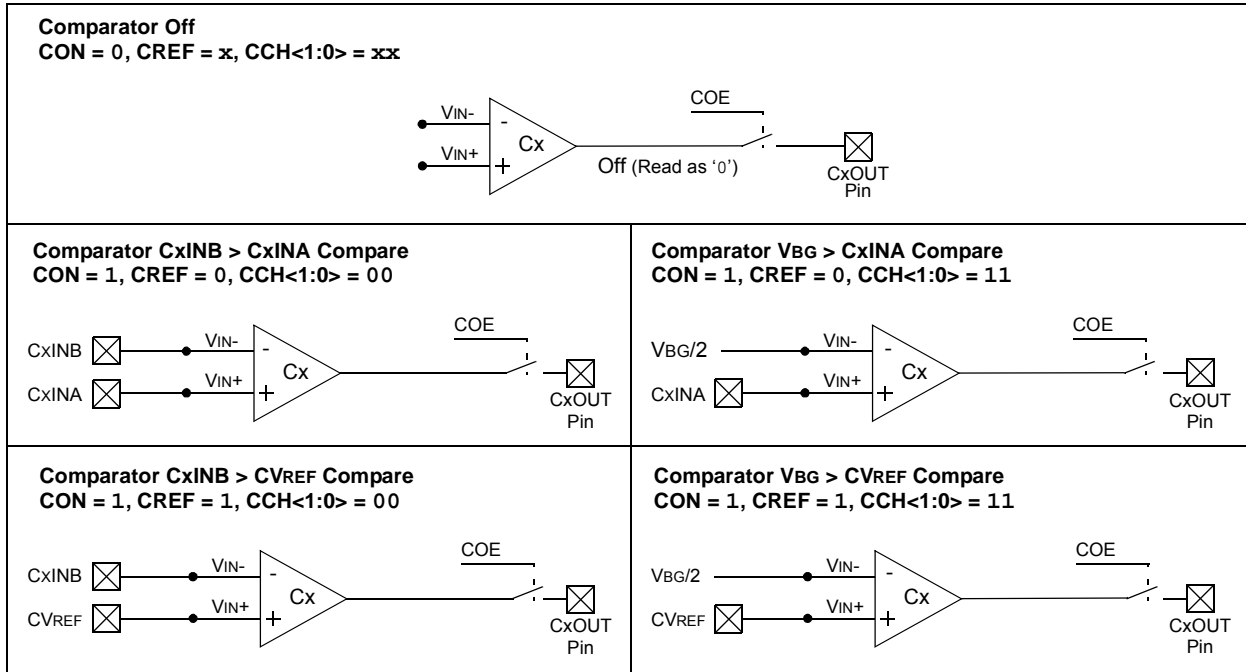 Comparator Off
CON = 0, CREF = x, CCH<1:0> = xx
COE
VIN-
-
Cx
VIN+
+
Off (Read as ‘0’)
CxOUT
Pin
Comparator CxINB > CxINA Compare
CON = 1, CREF = 0, CCH<1:0> = 00
COE
CxINB
VIN-
-
Cx
CxINA
VIN+
+
CxOUT
Pin
Comparator VBG > CxINA Compare
CON = 1, CREF = 0, CCH<1:0> = 11
COE
VBG/2
VIN-
-
Cx
CxINA
VIN+
+
CxOUT
Pin
Comparator CxINB > CVREF Compare
CON = 1, CREF = 1, CCH<1:0> = 00
COE
CxINB
VIN-
-
Cx
CVREF
VIN+
+
CxOUT
Pin
Comparator VBG > CVREF Compare
CON = 1, CREF = 1, CCH<1:0> = 11
COE
VBG/2
VIN-
-
Cx
CVREF
VIN+
+
CxOUT
Pin